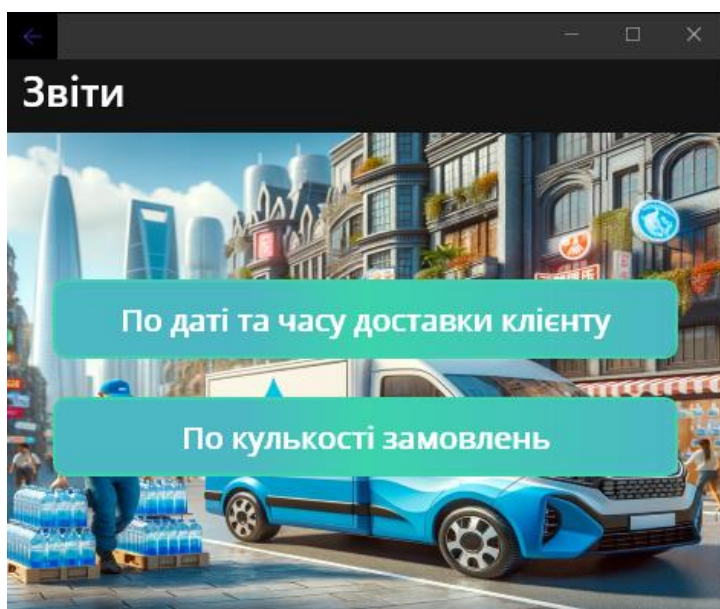 Звіти
По даті та часу доставки клієнту
По кулькості замовлень